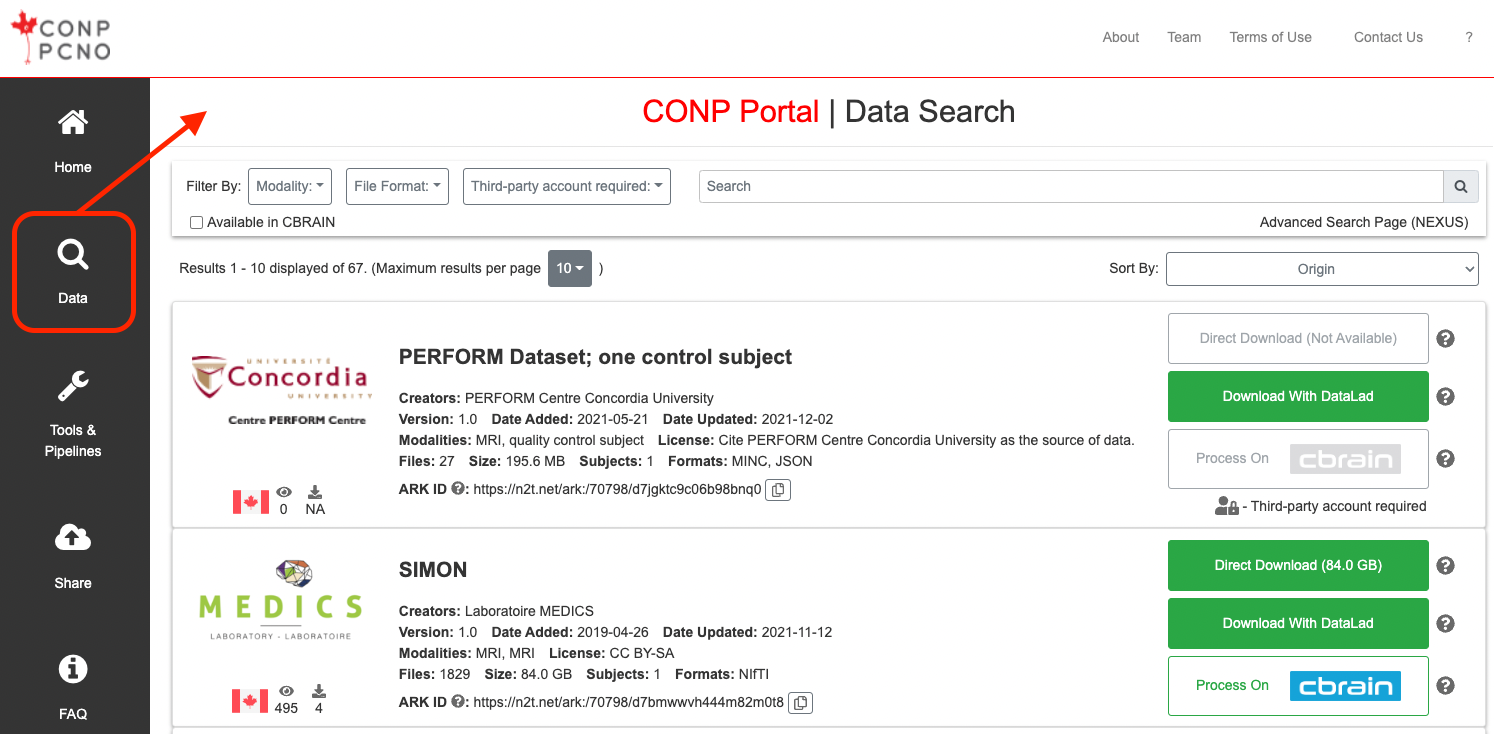 CONP
PCNO
About Team Terms of Use Contact Us ?
Home
Data
Tools &
Pipelines
Share
FAQ
CONP Portal | Data Search
Filter By: Modality: File Format: Third-party account required: Search
Available in CBRAIN Advanced Search Page (NEXUS)
Results 1 - 10 displayed of 67. (Maximum results per page 10 ) Sort By: Origin
UNIVERSITÉ
Concordia
UNIVERSITY
Centre PERFORM Centre
0 NA
PERFORM Dataset; one control subject
Creators: PERFORM Centre Concordia University
Version: 1.0 Date Added: 2021-05-21 Date Updated: 2021-12-02
Modalities: MRI, quality control subject License: Cite PERFORM Centre Concordia University as the source of data.
Files: 27 Size: 195.6 MB Subjects: 1 Formats: MINC, JSON
ARK ID ?: https://n2t.net/ark:/70798/d7jgktc9c06b98bnq0
Direct Download (Not Available) ?
Download With DataLad ?
Process On cbrain ?
- Third-party account required
MEDICS
LABORATORY - LABORATOIRE
495 4
SIMON
Creators: Laboratoire MEDICS
Version: 1.0 Date Added: 2019-04-26 Date Updated: 2021-11-12
Modalities: MRI, MRI License: CC BY-SA
Files: 1829 Size: 84.0 GB Subjects: 1 Formats: NIfTI
ARK ID ?: https://n2t.net/ark:/70798/d7bmwwvh444m82m0t8
Direct Download (84.0 GB) ?
Download With DataLad ?
Process On cbrain ?